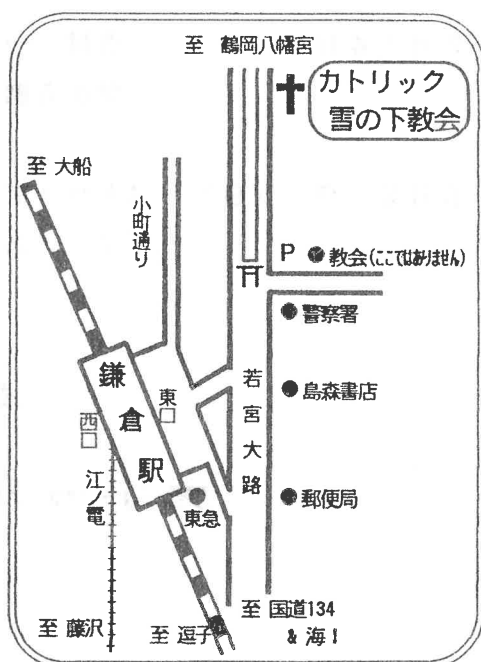 至 鶴岡八幡宮
カトリック
雪の下教会
至 大船
小町通り
P
教会(ここではありません)
警察署
鎌倉駅
東口
西口
若宮大路
島森書店
江ノ電
東急
郵便局
至 国道134
& 海!
至 藤沢
至 逗子